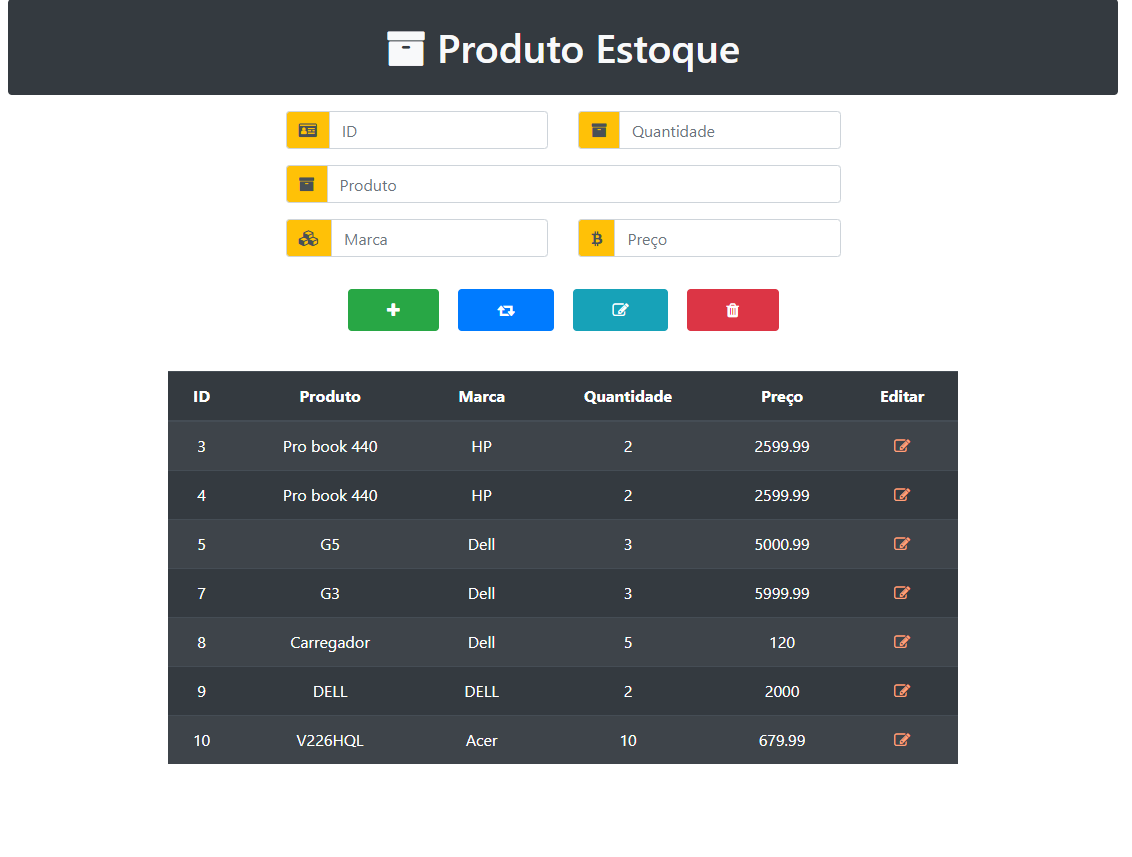 Produto Estoque
ID Quantidade
Produto
Marca Preço
ID Produto Marca Quantidade Preço Editar
3 Pro book 440 HP 2 2599.99
4 Pro book 440 HP 2 2599.99
5 G5 Dell 3 5000.99
7 G3 Dell 3 5999.99
8 Carregador Dell 5 120
9 DELL DELL 2 2000
10 V226HQL Acer 10 679.99